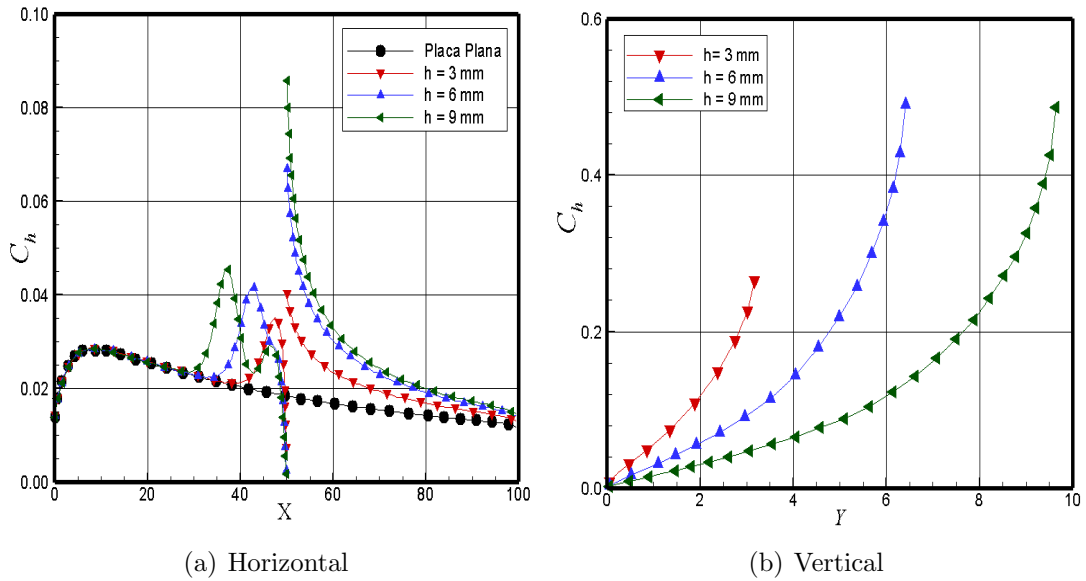 0.10
0.08
0.06
0.04
0.02
0.00
C_h
0 20 40 60 80 100
X
Placa Plana
h = 3 mm
h = 6 mm
h = 9 mm
(a) Horizontal
0.6
0.4
0.2
0.0
C_h
0 2 4 6 8 10
Y
h= 3 mm
h = 6 mm
h = 9 mm
(b) Vertical